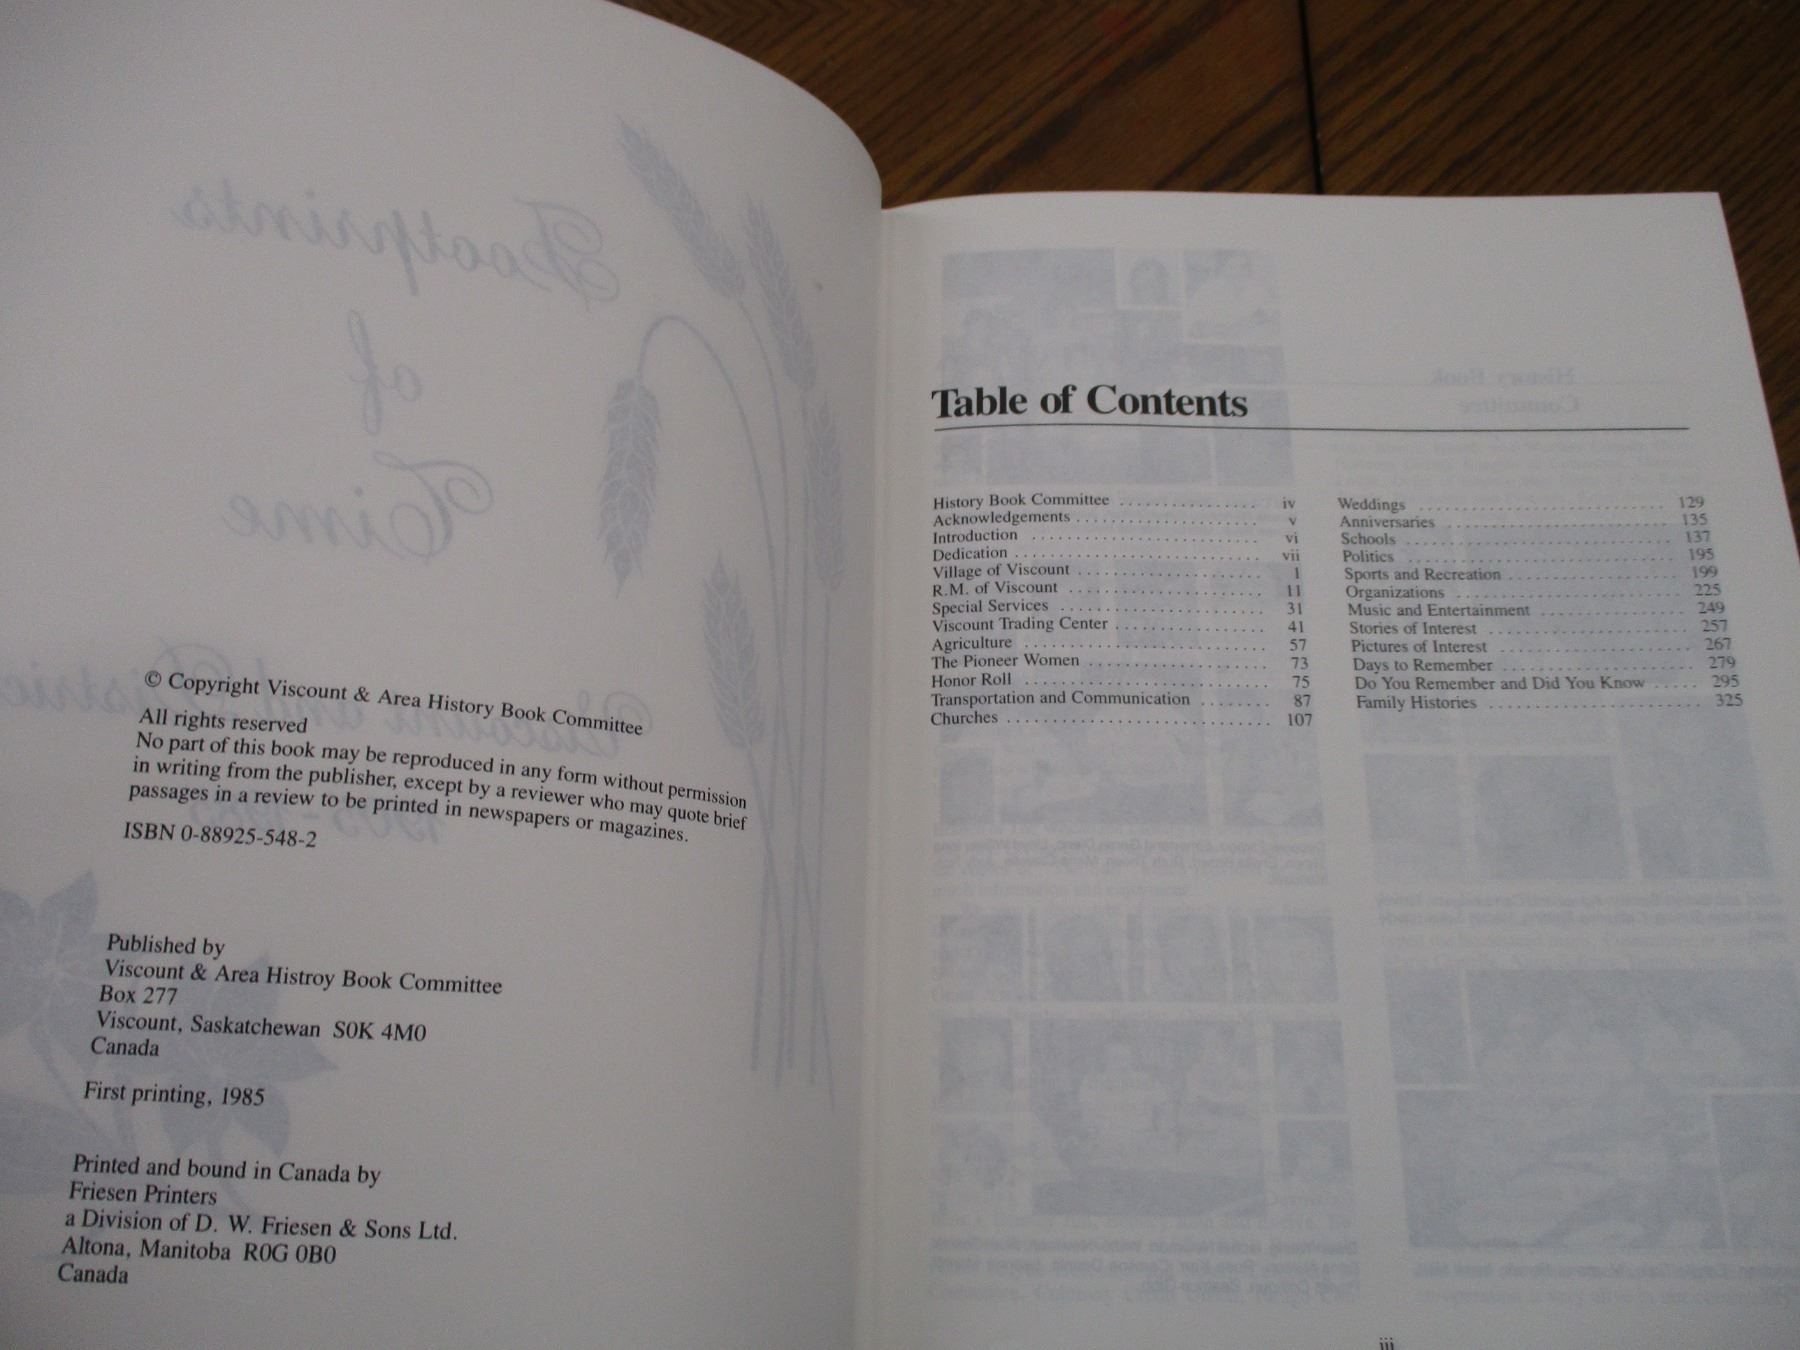 Footprints
of
Time
Viscount and District
© Copyright Viscount & Area History Book Committee
All rights reserved
No part of this book may be reproduced in any form without permission
in writing from the publisher, except by a reviewer who may quote brief
passages in a review to be printed in newspapers or magazines.
ISBN 0-88925-548-2
Published by
Viscount & Area Histroy Book Committee
Box 277
Viscount, Saskatchewan S0K 4M0
Canada
First printing, 1985
Printed and bound in Canada by
Friesen Printers
a Division of D. W. Friesen & Sons Ltd.
Altona, Manitoba R0G 0B0
Canada
History Book
Committee
Table of Contents
History Book Committee . . . . . . . . . . . . . . . iv
Acknowledgements . . . . . . . . . . . . . . . . . . . v
Introduction . . . . . . . . . . . . . . . . . . . . . . . vi
Dedication . . . . . . . . . . . . . . . . . . . . . . . . vii
Village of Viscount . . . . . . . . . . . . . . . . . . . 1
R.M. of Viscount . . . . . . . . . . . . . . . . . . . . 11
Special Services . . . . . . . . . . . . . . . . . . . . . 31
Viscount Trading Center . . . . . . . . . . . . . . . 41
Agriculture . . . . . . . . . . . . . . . . . . . . . . . . 57
The Pioneer Women . . . . . . . . . . . . . . . . . . 73
Honor Roll . . . . . . . . . . . . . . . . . . . . . . . . 75
Transportation and Communication . . . . . . . . 87
Churches . . . . . . . . . . . . . . . . . . . . . . . . . . 107
Weddings . . . . . . . . . . . . . . . . . . . . . . . . . 129
Anniversaries . . . . . . . . . . . . . . . . . . . . . . 135
Schools . . . . . . . . . . . . . . . . . . . . . . . . . . 137
Politics . . . . . . . . . . . . . . . . . . . . . . . . . . 195
Sports and Recreation . . . . . . . . . . . . . . . . 199
Organizations . . . . . . . . . . . . . . . . . . . . . . 225
Music and Entertainment . . . . . . . . . . . . . . 249
Stories of Interest . . . . . . . . . . . . . . . . . . . 257
Pictures of Interest . . . . . . . . . . . . . . . . . . 267
Days to Remember . . . . . . . . . . . . . . . . . . 279
Do You Remember and Did You Know . . . . . 295
Family Histories . . . . . . . . . . . . . . . . . . . . 325
iii